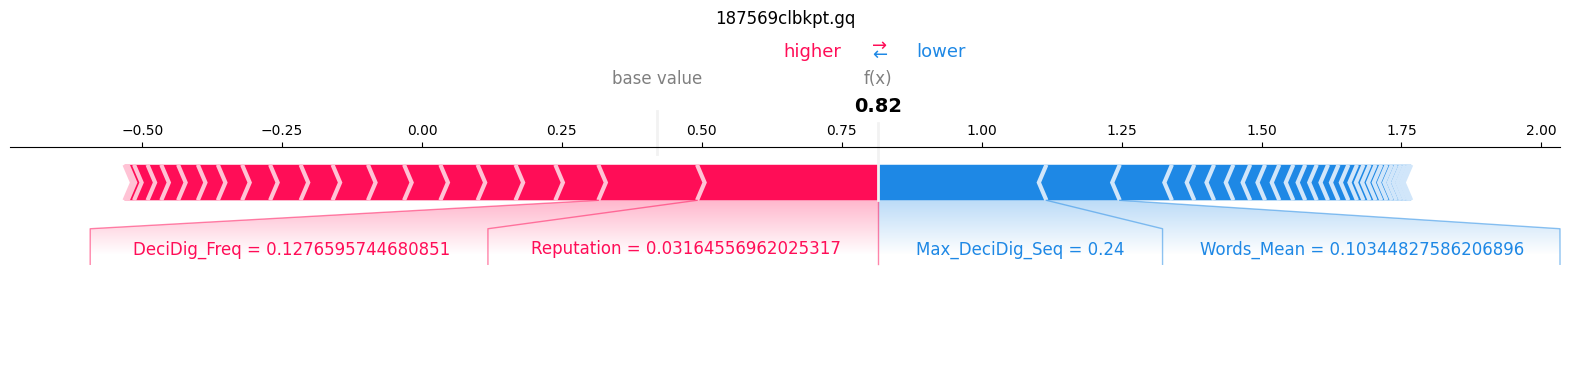 187569clbkpt.gq
higher ⇄ lower
base value f(x)
0.82
−0.50 −0.25 0.00 0.25 0.50 0.75 1.00 1.25 1.50 1.75 2.00
DeciDig_Freq = 0.1276595744680851 Reputation = 0.03164556962025317 Max_DeciDig_Seq = 0.24 Words_Mean = 0.10344827586206896